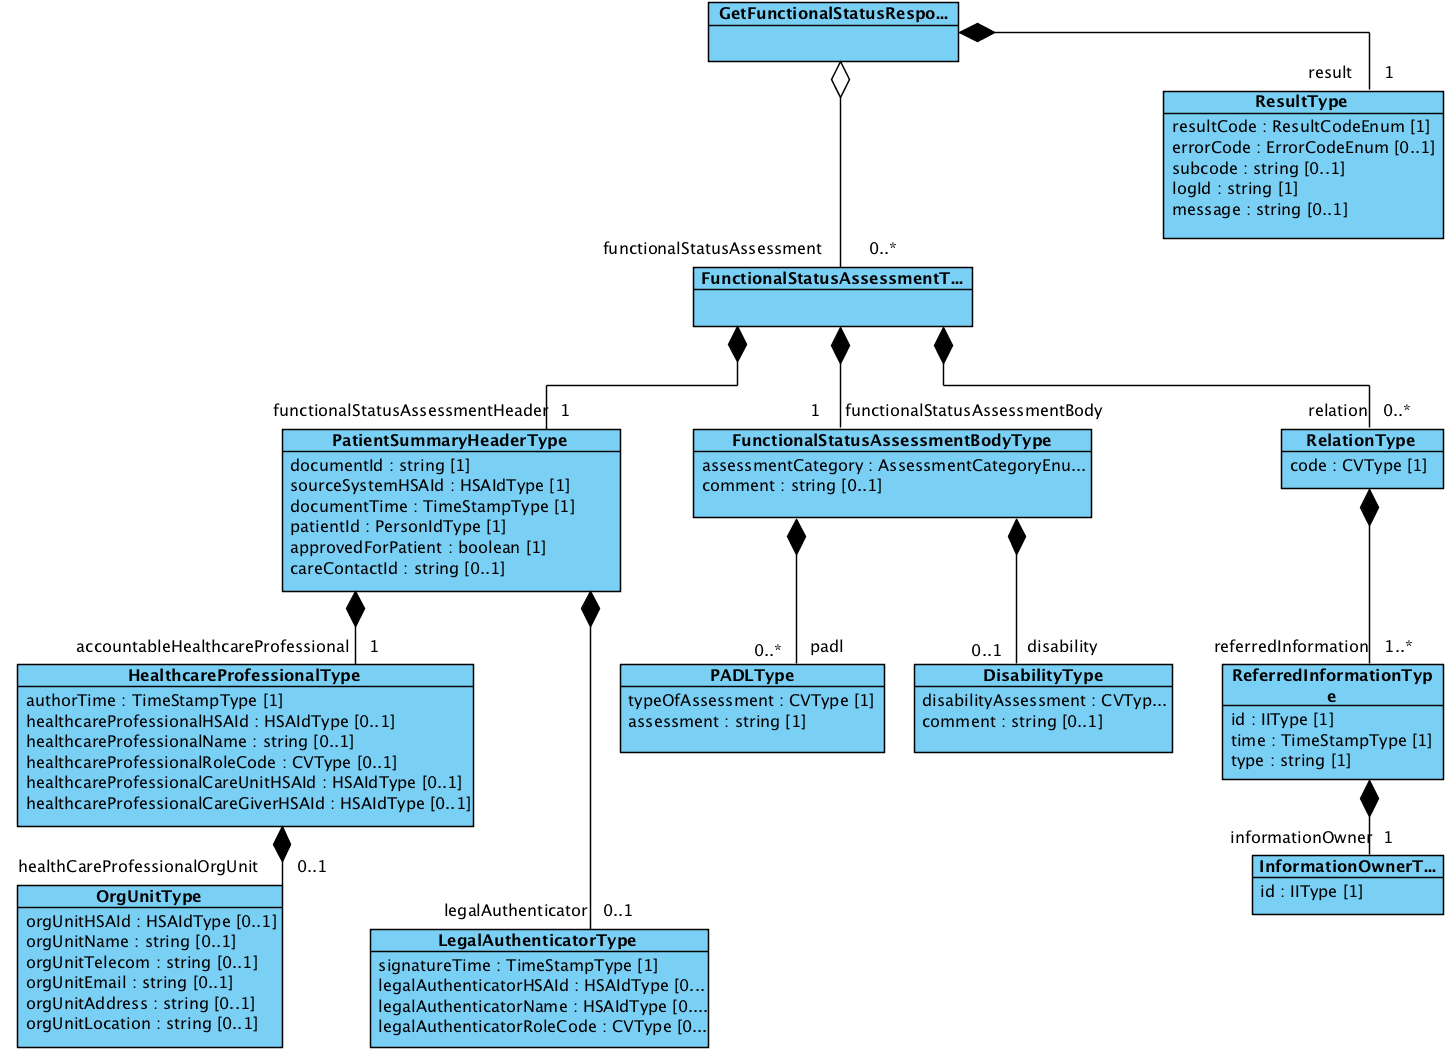 GetFunctionalStatusRespo...
result 1
ResultType
resultCode : ResultCodeEnum [1]
errorCode : ErrorCodeEnum [0..1]
subcode : string [0..1]
logId : string [1]
message : string [0..1]
functionalStatusAssessment 0..*
FunctionalStatusAssessmentT...
functionalStatusAssessmentHeader 1
1 functionalStatusAssessmentBody
relation 0..*
PatientSummaryHeaderType
documentId : string [1]
sourceSystemHSAId : HSAIdType [1]
documentTime : TimeStampType [1]
patientId : PersonIdType [1]
approvedForPatient : boolean [1]
careContactId : string [0..1]
FunctionalStatusAssessmentBodyType
assessmentCategory : AssessmentCategoryEnu...
comment : string [0..1]
RelationType
code : CVType [1]
accountableHealthcareProfessional 1
0..* padl
0..1 disability
referredInformation 1..*
HealthcareProfessionalType
authorTime : TimeStampType [1]
healthcareProfessionalHSAId : HSAIdType [0..1]
healthcareProfessionalName : string [0..1]
healthcareProfessionalRoleCode : CVType [0..1]
healthcareProfessionalCareUnitHSAId : HSAIdType [0..1]
healthcareProfessionalCareGiverHSAId : HSAIdType [0..1]
PADLType
typeOfAssessment : CVType [1]
assessment : string [1]
DisabilityType
disabilityAssessment : CVTyp...
comment : string [0..1]
ReferredInformationTyp
e
id : IIType [1]
time : TimeStampType [1]
type : string [1]
informationOwner 1
InformationOwnerT...
id : IIType [1]
healthCareProfessionalOrgUnit 0..1
OrgUnitType
orgUnitHSAId : HSAIdType [0..1]
orgUnitName : string [0..1]
orgUnitTelecom : string [0..1]
orgUnitEmail : string [0..1]
orgUnitAddress : string [0..1]
orgUnitLocation : string [0..1]
legalAuthenticator 0..1
LegalAuthenticatorType
signatureTime : TimeStampType [1]
legalAuthenticatorHSAId : HSAIdType [0...
legalAuthenticatorName : HSAIdType [0....
legalAuthenticatorRoleCode : CVType [0...